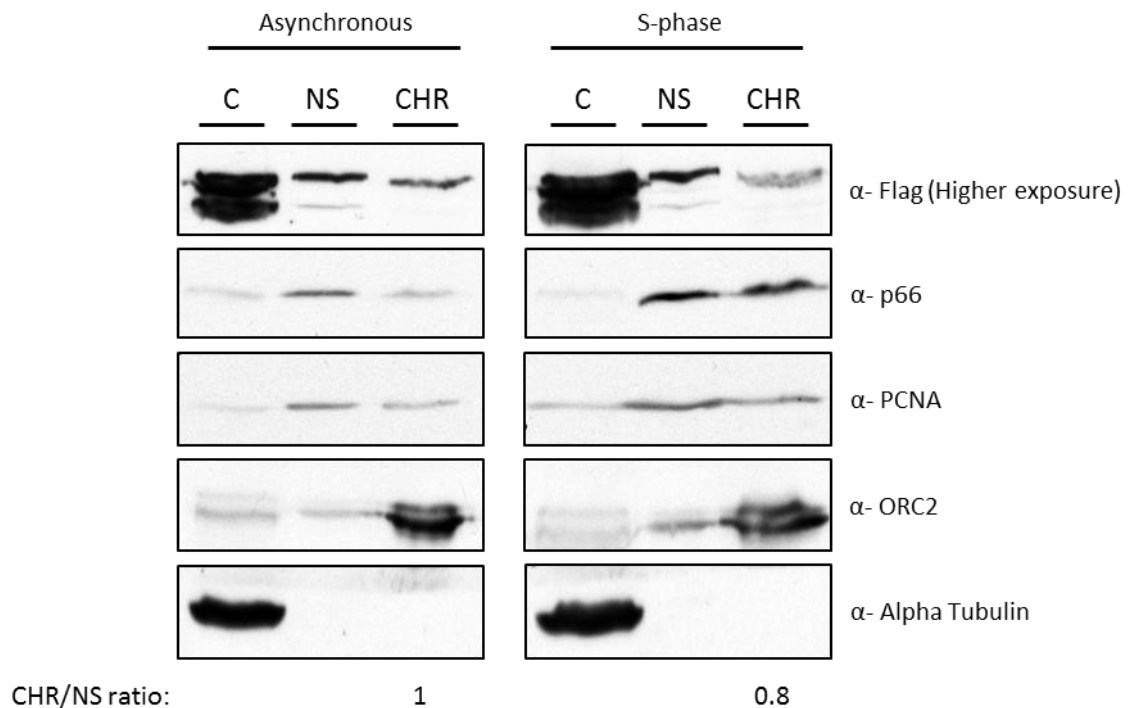 Asynchronous S-phase
C NS CHR C NS CHR
α- Flag (Higher exposure)
α- p66
α- PCNA
α- ORC2
α- Alpha Tubulin
CHR/NS ratio: 1 0.8